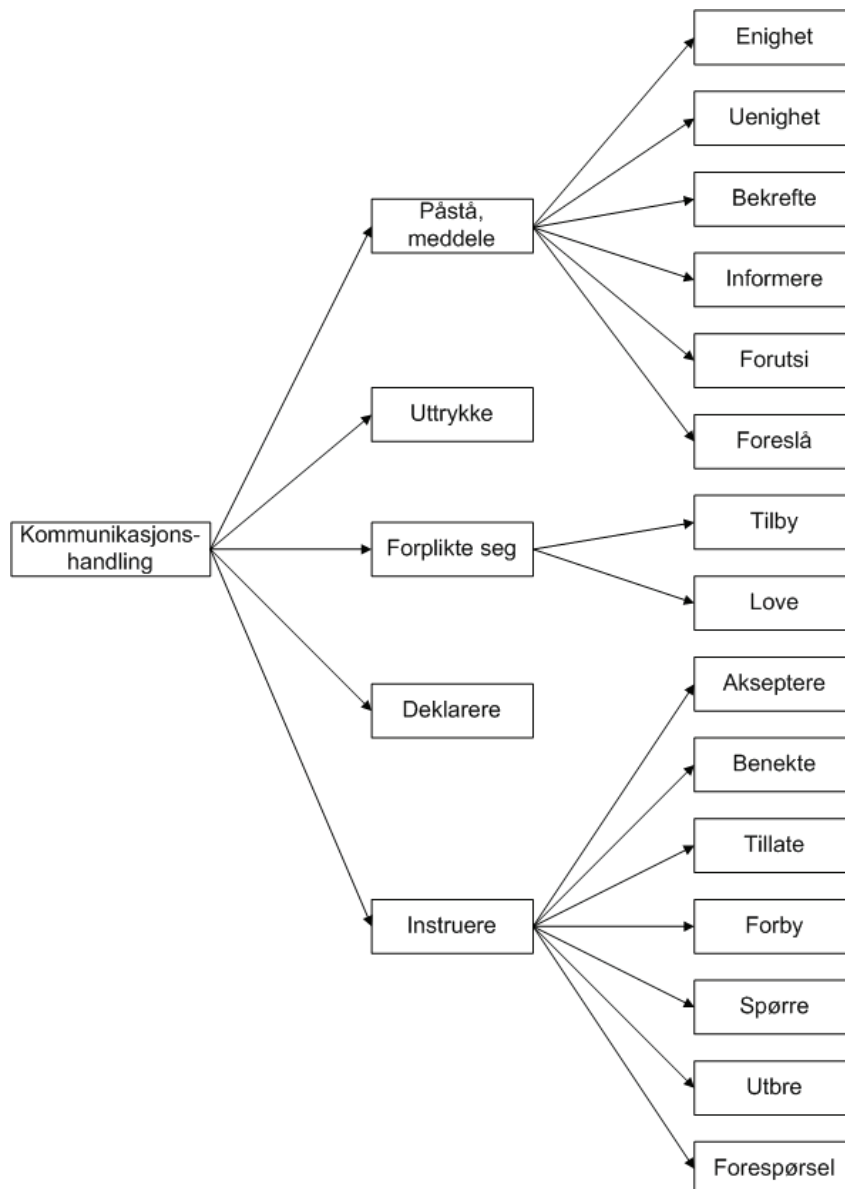 Enighet
Uenighet
Påstå,
meddele
Bekrefte
Informere
Forutsi
Uttrykke
Foreslå
Kommunikasjons-
handling
Forplikte seg
Tilby
Love
Deklarere
Akseptere
Benekte
Tillate
Instruere
Forby
Spørre
Utbre
Forespørsel